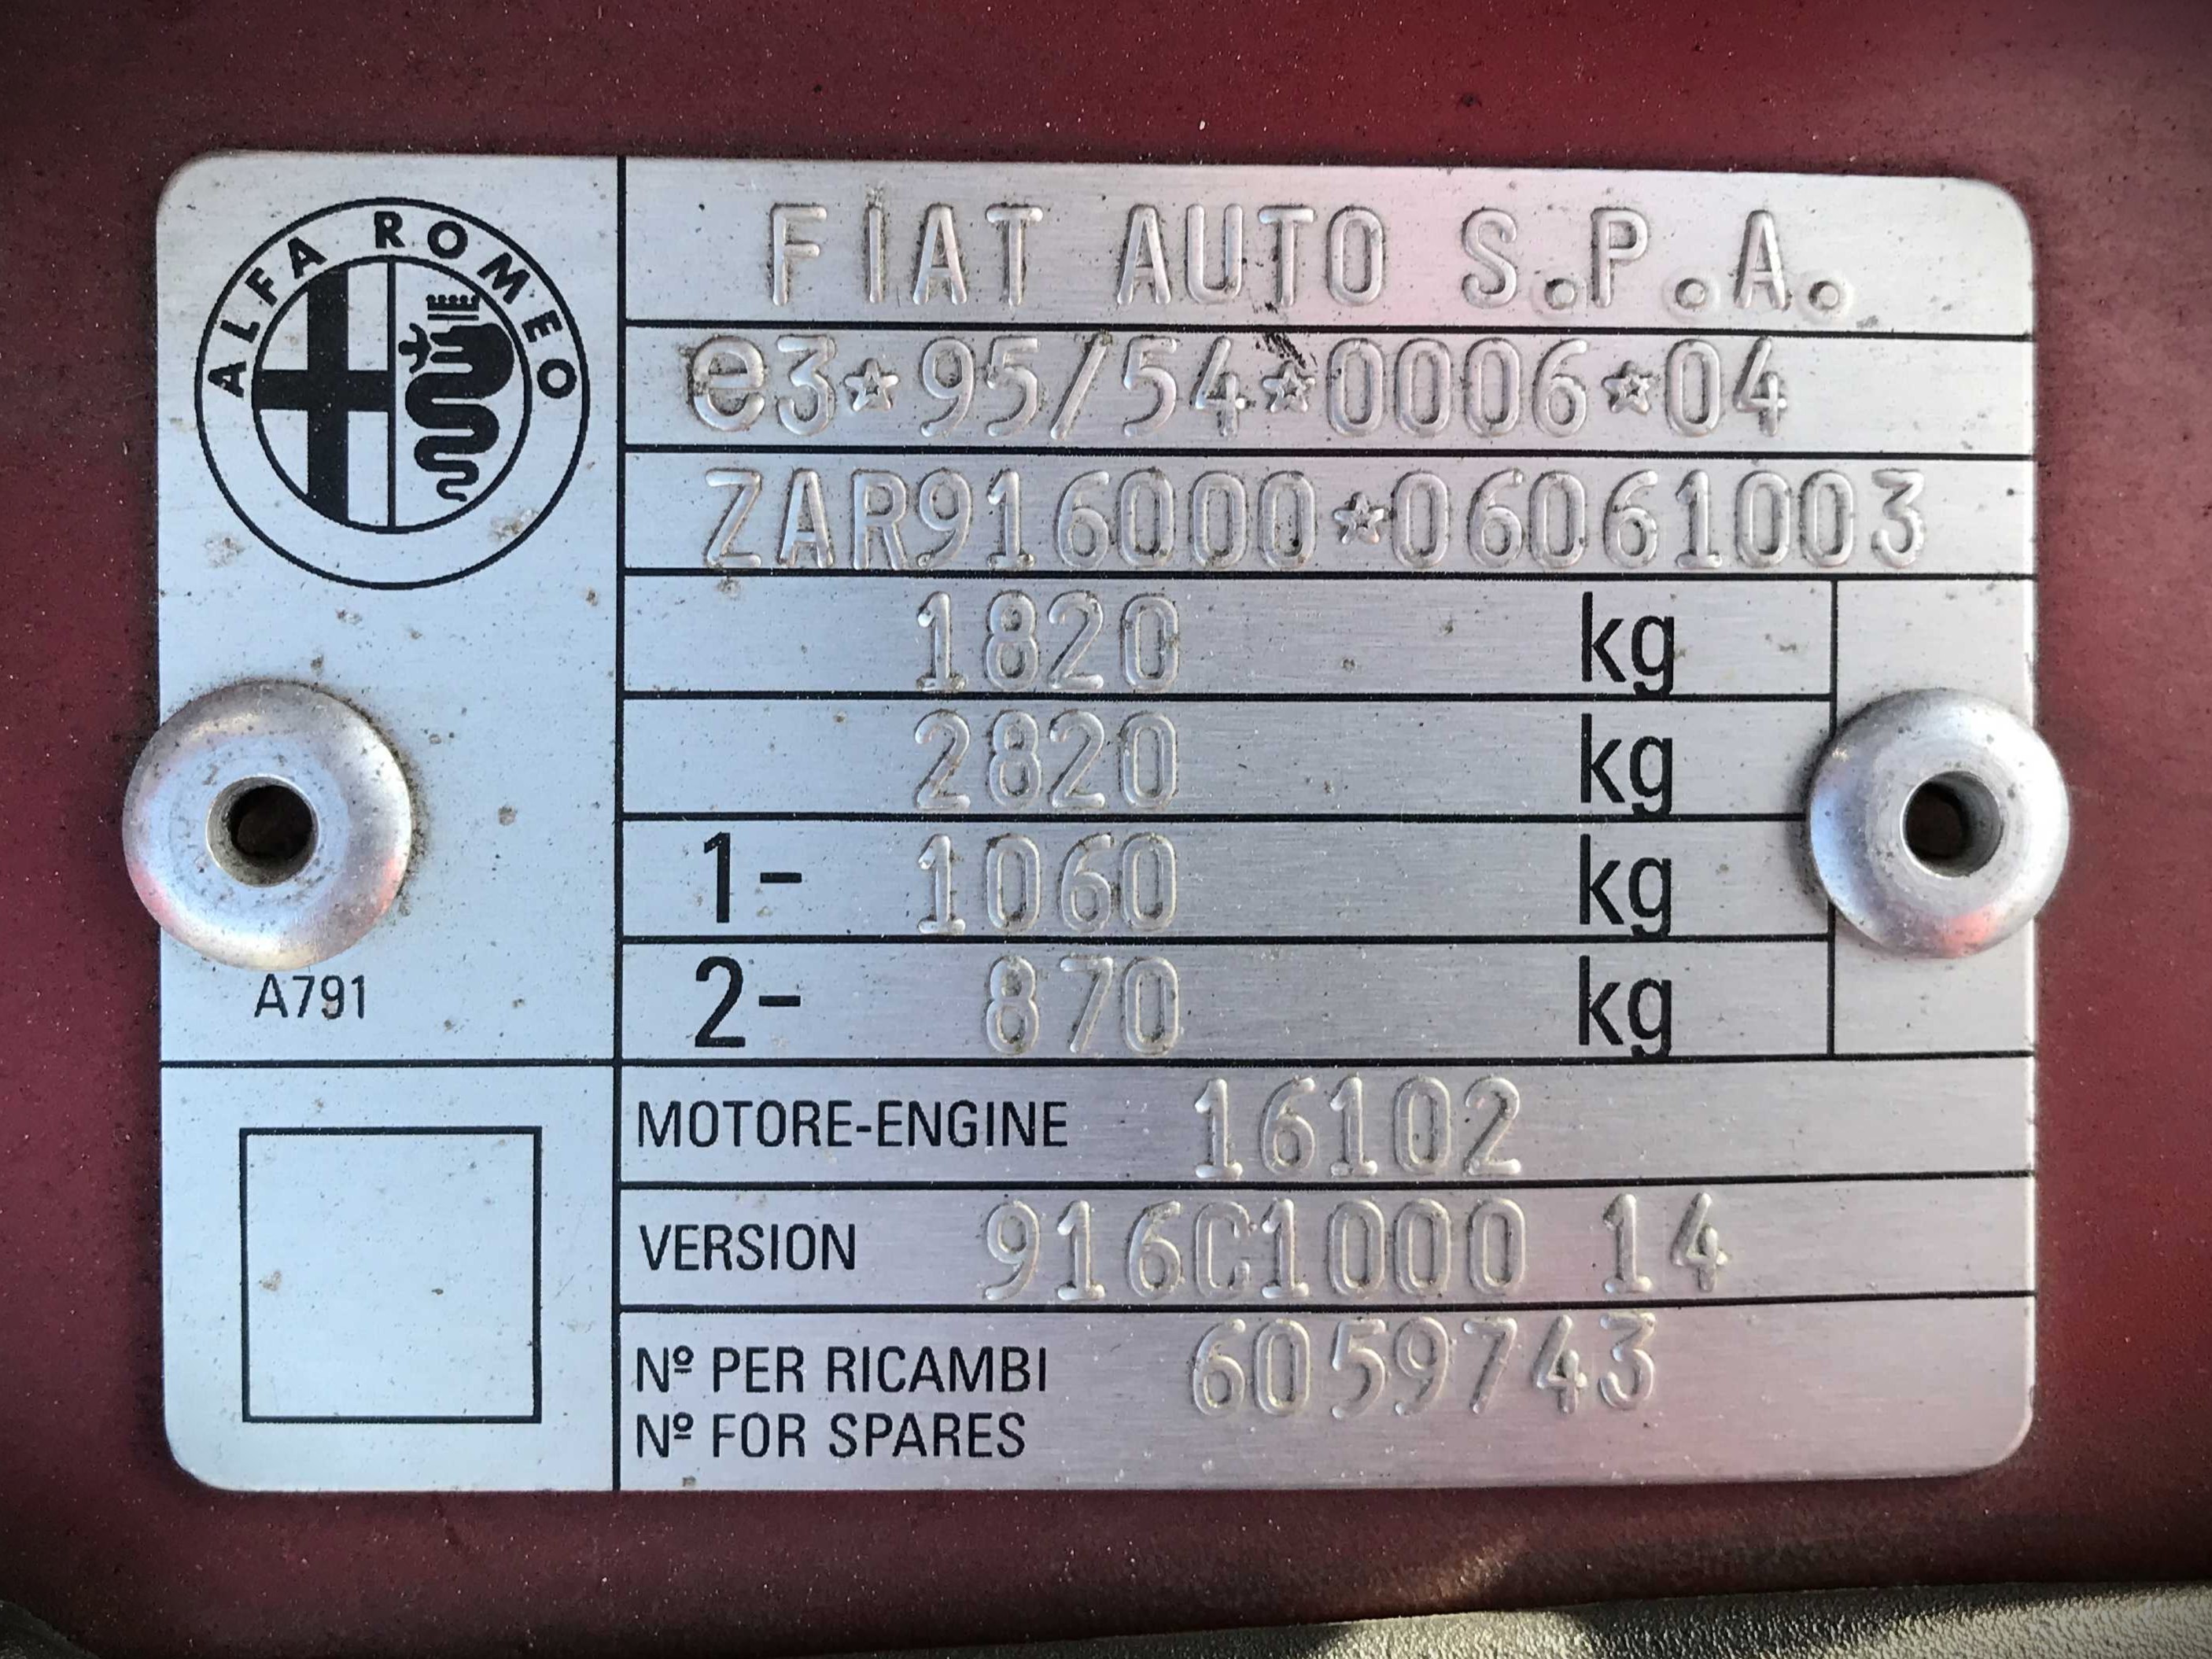 ALFA ROMEO
FIAT AUTO S.P.A.
e3*95/54*0006*04
ZAR916000*06061003
1820 kg
2820 kg
1- 1060 kg
2- 870 kg
A791
MOTORE-ENGINE 16102
VERSION 916C1000 14
Nº PER RICAMBI 6059743
Nº FOR SPARES